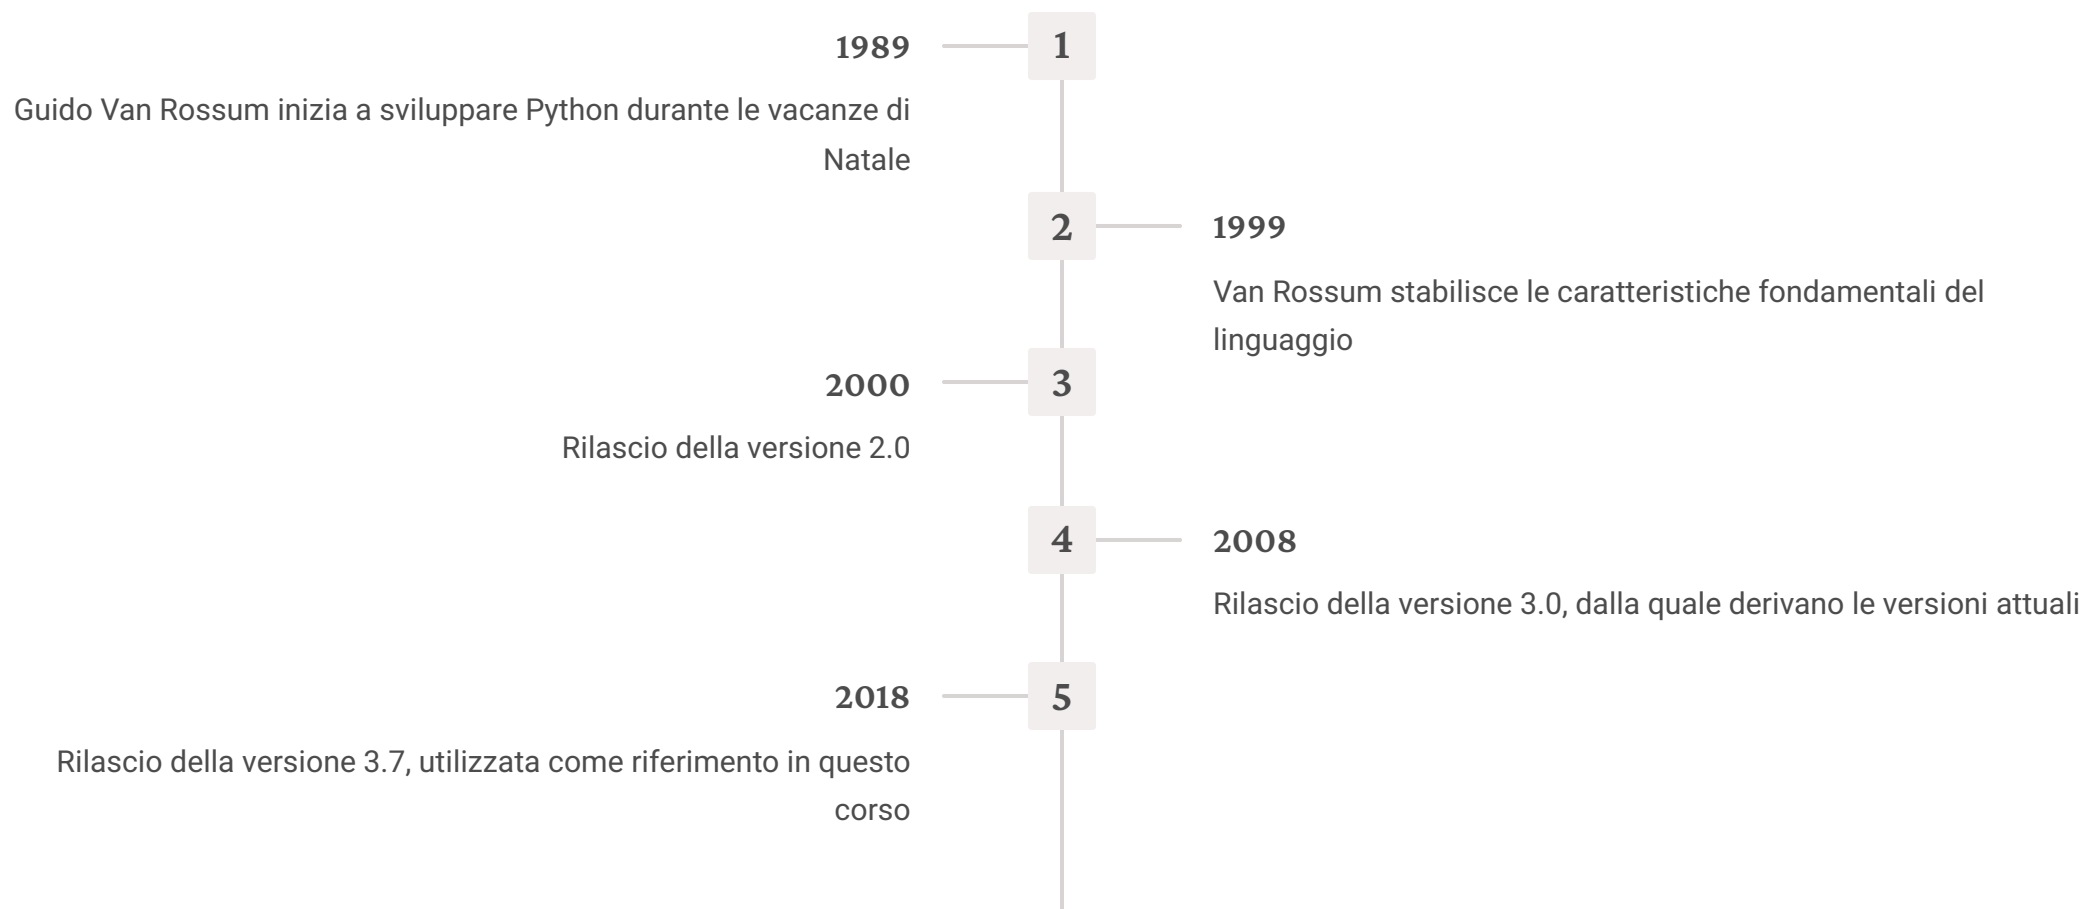 1989
1
Guido Van Rossum inizia a sviluppare Python durante le vacanze di
Natale
2
1999
Van Rossum stabilisce le caratteristiche fondamentali del
linguaggio
2000
3
Rilascio della versione 2.0
4
2008
Rilascio della versione 3.0, dalla quale derivano le versioni attuali
2018
5
Rilascio della versione 3.7, utilizzata come riferimento in questo
corso